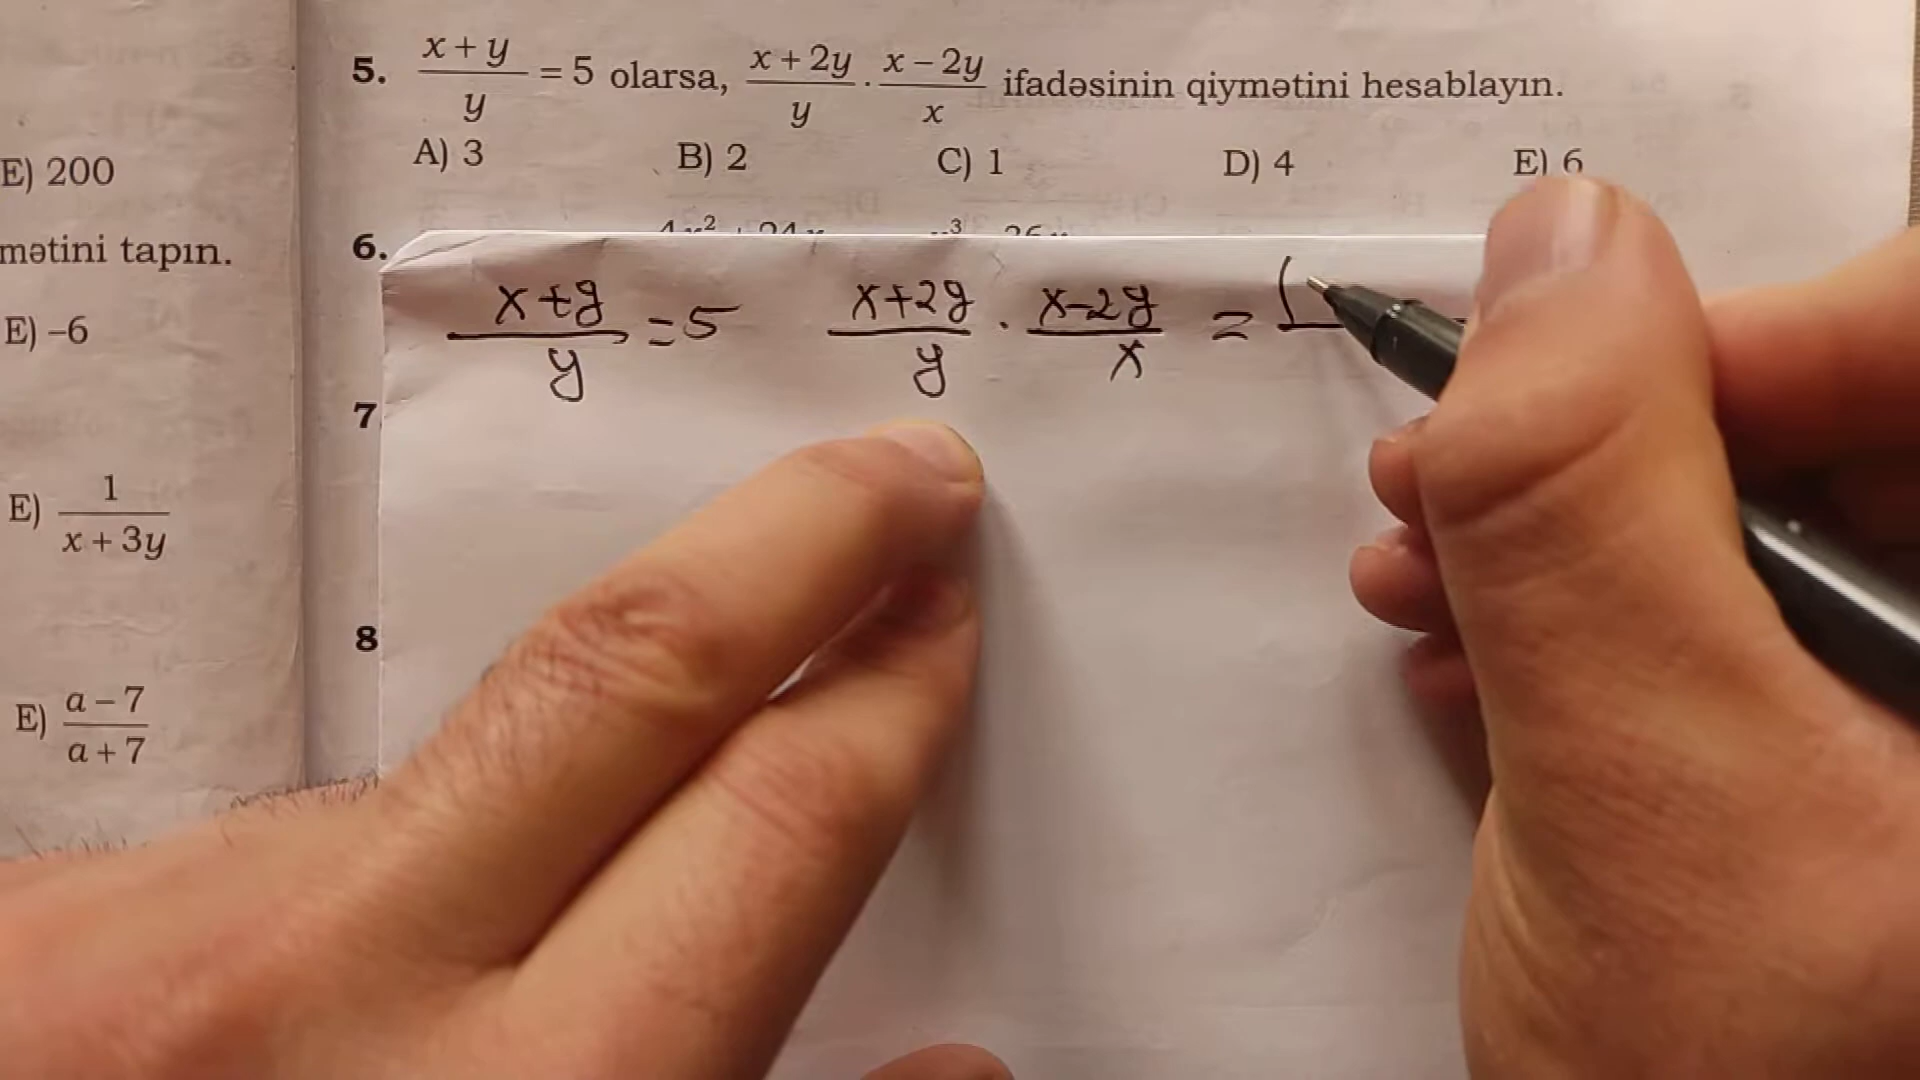 E) 200
mətini tapın.
E) –6
E) 1/(x + 3y)
E) (a – 7)/(a + 7)
5. (x + y)/y = 5 olarsa, (x + 2y)/y · (x – 2y)/x ifadəsinin qiymətini hesablayın.
A) 3 B) 2 C) 1 D) 4 E) 6
6.
(x+y)/y = 5 (x+2y)/y · (x–2y)/x = (
7
8